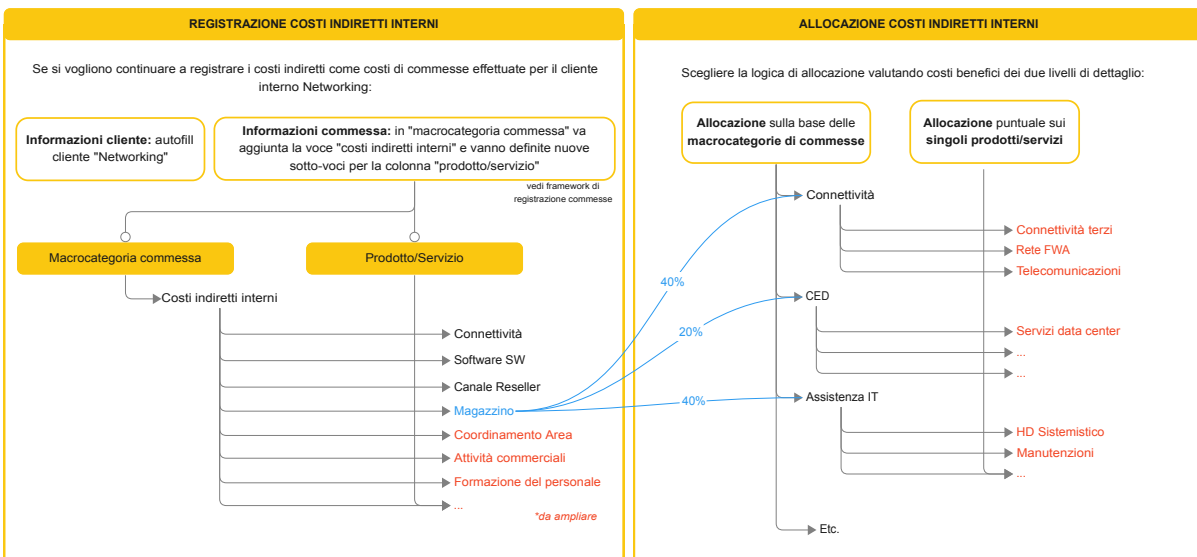 REGISTRAZIONE COSTI INDIRETTI INTERNI
Se si vogliono continuare a registrare i costi indiretti come costi di commesse effettuate per il cliente
interno Networking:
Informazioni cliente: autofill
cliente "Networking"
Informazioni commessa: in "macrocategoria commessa" va
aggiunta la voce "costi indiretti interni" e vanno definite nuove
sotto-voci per la colonna "prodotto/servizio"
vedi framework di
registrazione commesse
Macrocategoria commessa
Prodotto/Servizio
Costi indiretti interni
Connettività
Software SW
Canale Reseller
Magazzino
Coordinamento Area
Attività commerciali
Formazione del personale
...
*da ampliare
40%
20%
40%
ALLOCAZIONE COSTI INDIRETTI INTERNI
Scegliere la logica di allocazione valutando costi benefici dei due livelli di dettaglio:
Allocazione sulla base delle
macrocategorie di commesse
Allocazione puntuale sui
singoli prodotti/servizi
Connettività
Connettività terzi
Rete FWA
Telecomunicazioni
CED
Servizi data center
...
...
Assistenza IT
HD Sistemistico
Manutenzioni
...
Etc.